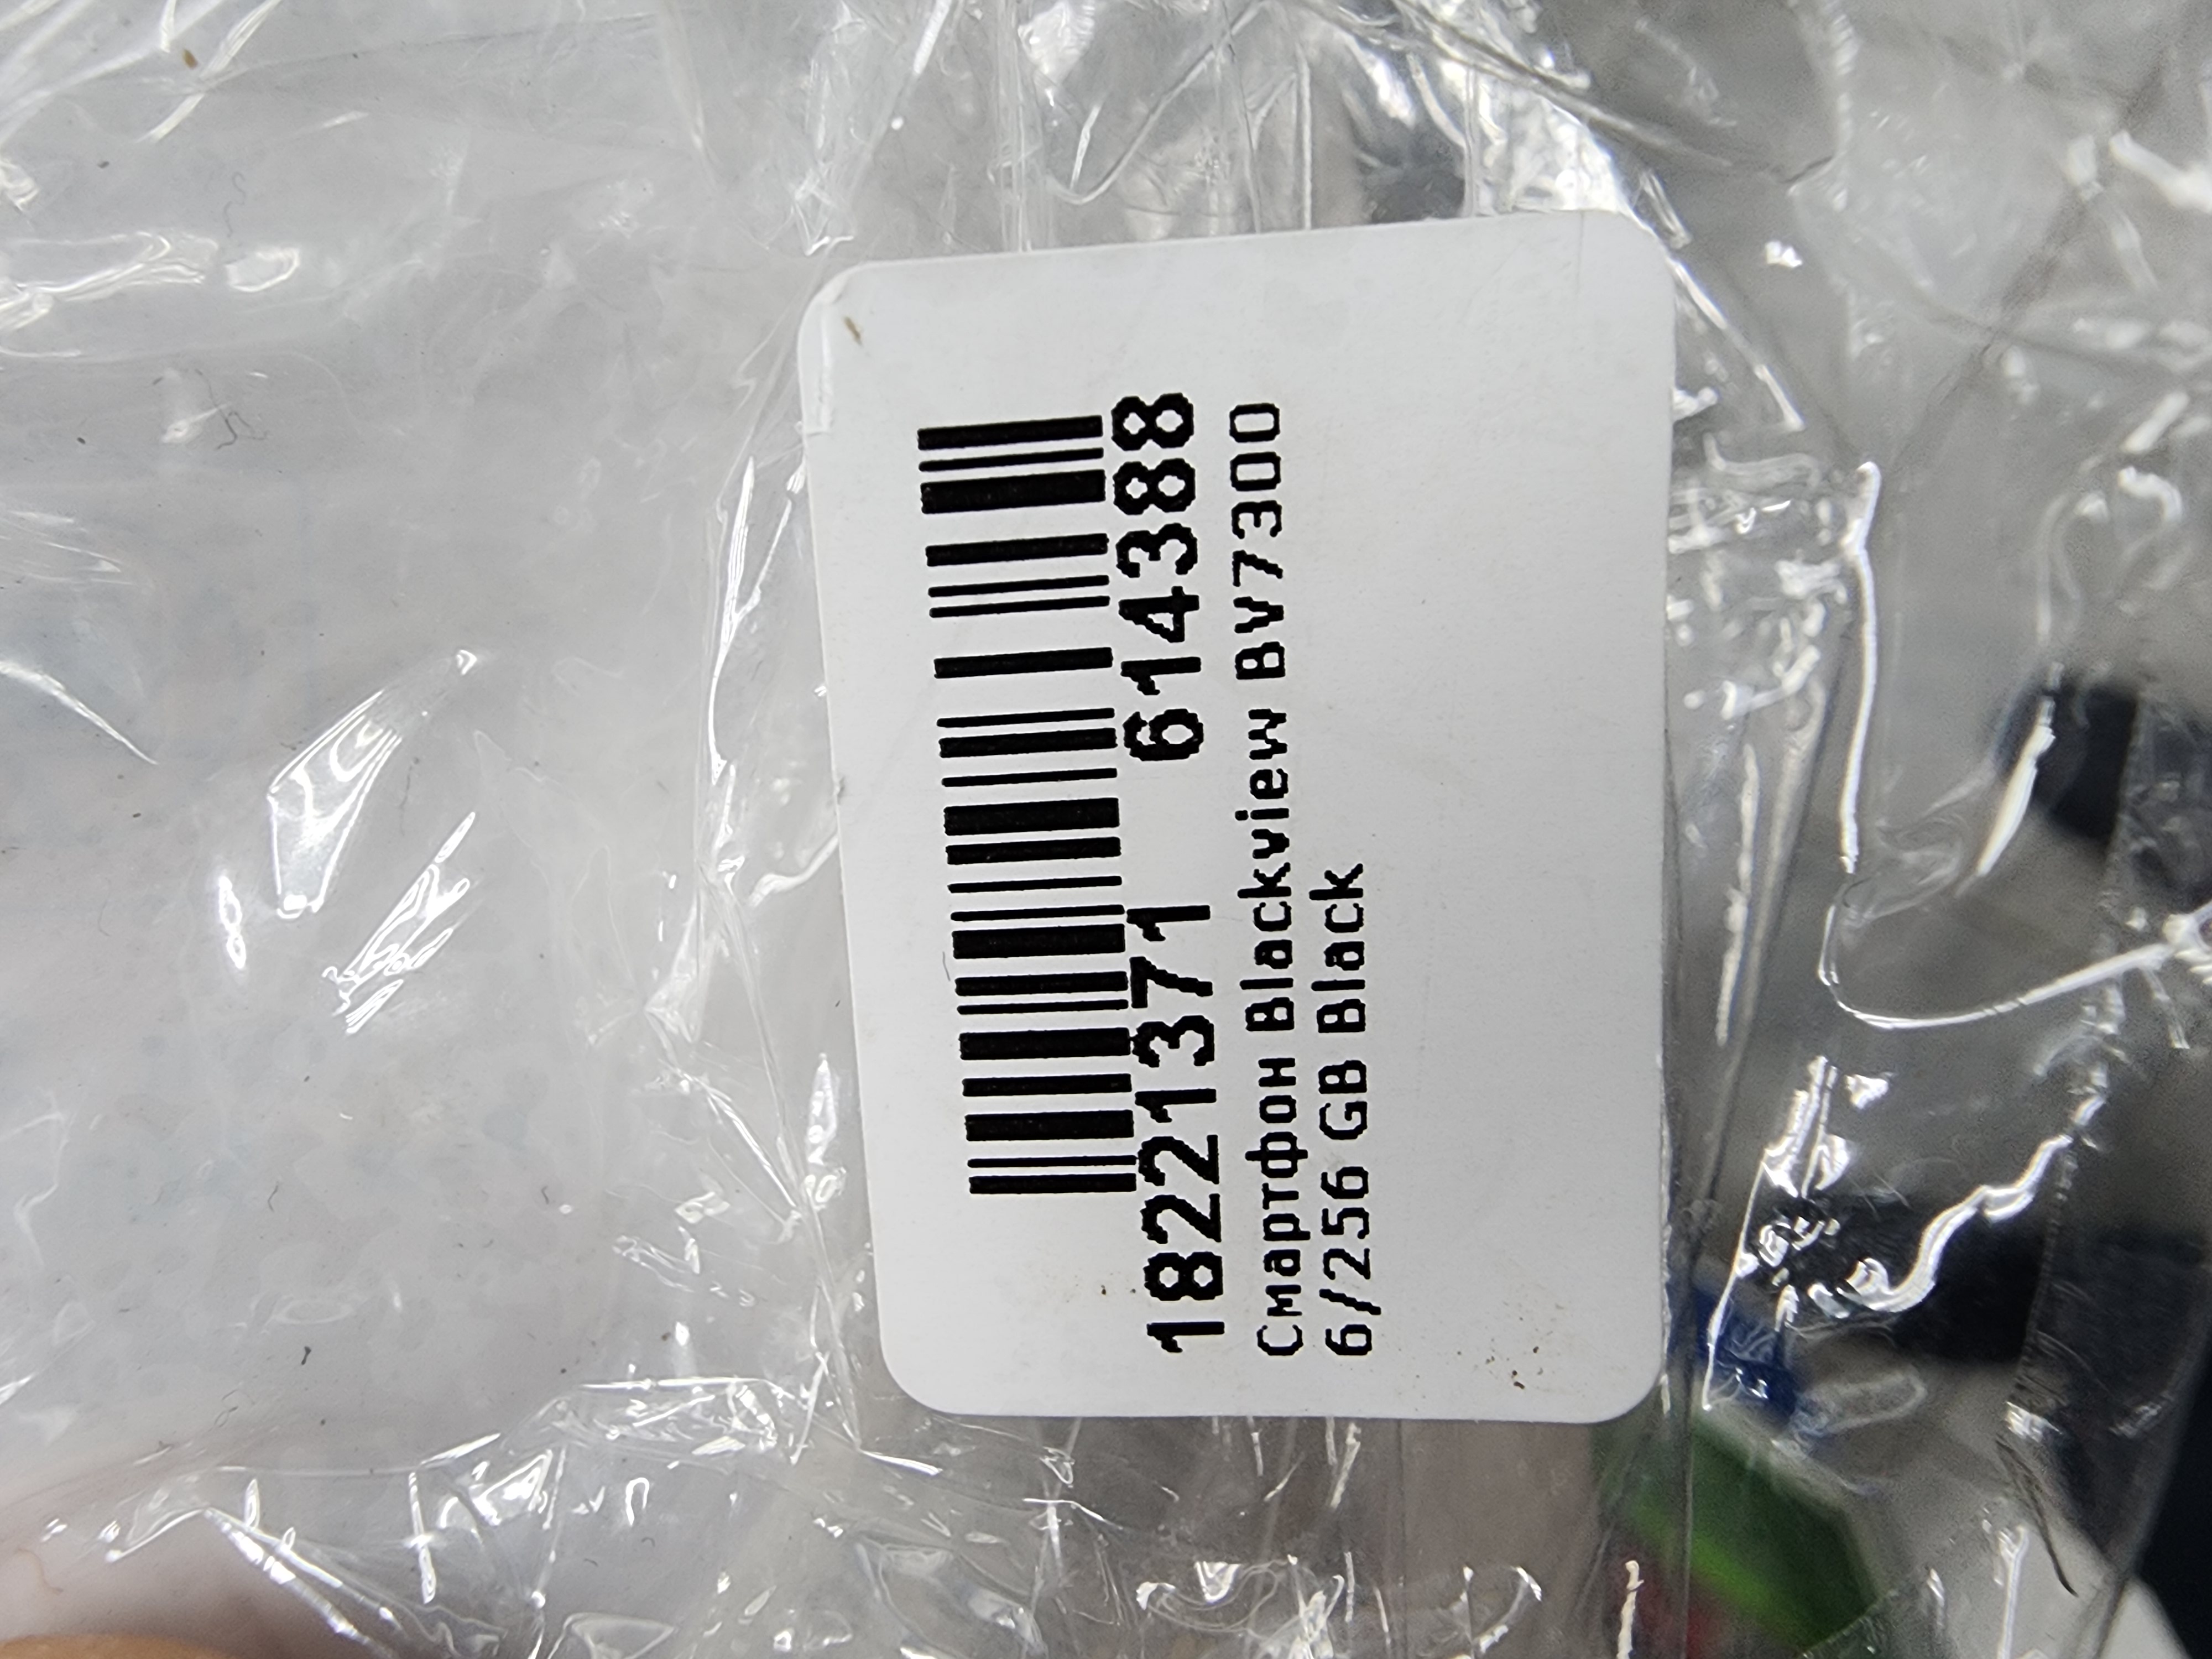 18221371 614388
Смартфон Blackview BV7300
6/256 GB Black